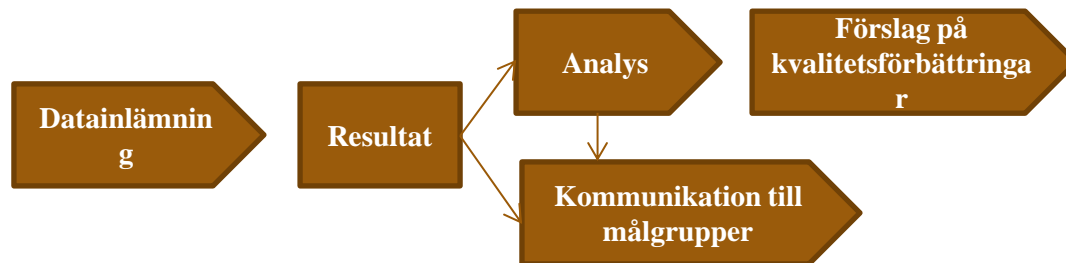 Datainlämnin
g
Resultat
Analys
Förslag på
kvalitetsförbättringa
r
Kommunikation till
målgrupper